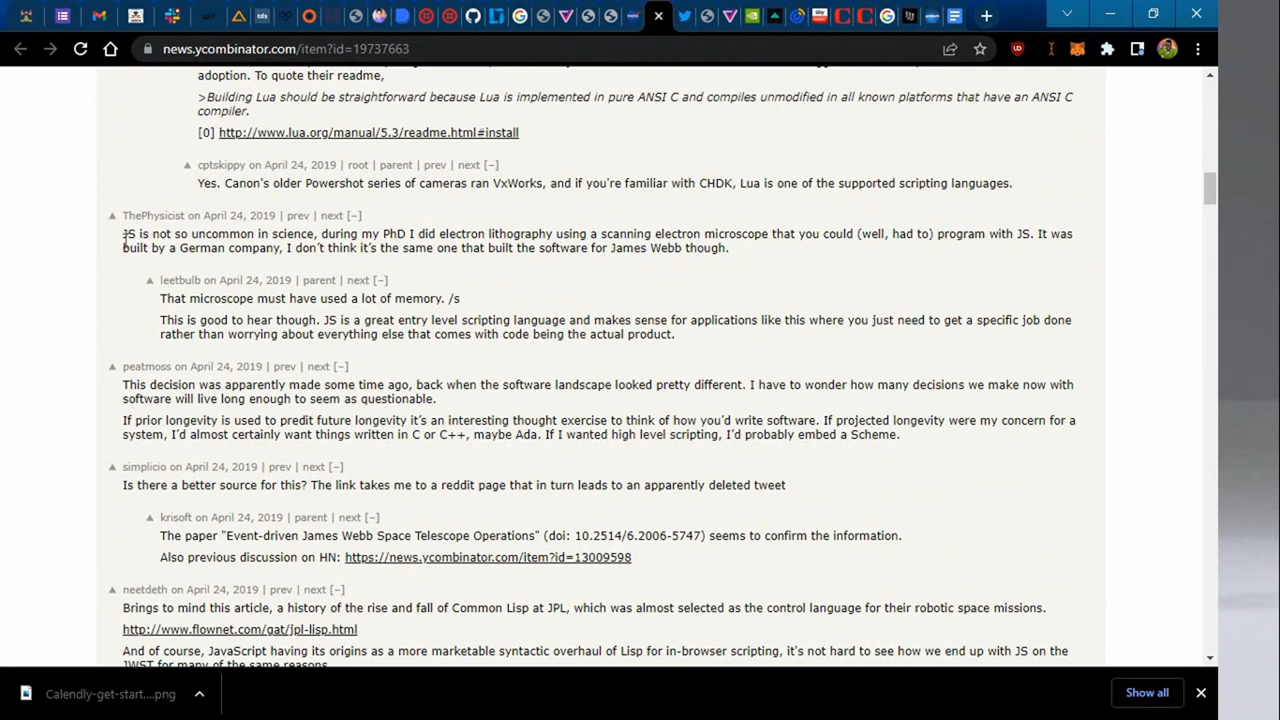 news.ycombinator.com/item?id=19737663
adoption. To quote their readme,
>Building Lua should be straightforward because Lua is implemented in pure ANSI C and compiles unmodified in all known platforms that have an ANSI C
compiler.
[0] http://www.lua.org/manual/5.3/readme.html#install
cptskippy on April 24, 2019 | root | parent | prev | next [–]
Yes. Canon's older Powershot series of cameras ran VxWorks, and if you're familiar with CHDK, Lua is one of the supported scripting languages.
ThePhysicist on April 24, 2019 | prev | next [–]
JS is not so uncommon in science, during my PhD I did electron lithography using a scanning electron microscope that you could (well, had to) program with JS. It was
built by a German company, I don't think it's the same one that built the software for James Webb though.
leetbulb on April 24, 2019 | parent | next [–]
That microscope must have used a lot of memory. /s
This is good to hear though. JS is a great entry level scripting language and makes sense for applications like this where you just need to get a specific job done
rather than worrying about everything else that comes with code being the actual product.
peatmoss on April 24, 2019 | prev | next [–]
This decision was apparently made some time ago, back when the software landscape looked pretty different. I have to wonder how many decisions we make now with
software will live long enough to seem as questionable.
If prior longevity is used to predit future longevity it's an interesting thought exercise to think of how you'd write software. If projected longevity were my concern for a
system, I'd almost certainly want things written in C or C++, maybe Ada. If I wanted high level scripting, I'd probably embed a Scheme.
simplicio on April 24, 2019 | prev | next [–]
Is there a better source for this? The link takes me to a reddit page that in turn leads to an apparently deleted tweet
krisoft on April 24, 2019 | parent | next [–]
The paper "Event-driven James Webb Space Telescope Operations" (doi: 10.2514/6.2006-5747) seems to confirm the information.
Also previous discussion on HN: https://news.ycombinator.com/item?id=13009598
neetdeth on April 24, 2019 | prev | next [–]
Brings to mind this article, a history of the rise and fall of Common Lisp at JPL, which was almost selected as the control language for their robotic space missions.
http://www.flownet.com/gat/jpl-lisp.html
And of course, JavaScript having its origins as a more marketable syntactic overhaul of Lisp for in-browser scripting, it's not hard to see how we end up with JS on the
JWST for many of the same reasons
Calendly-get-start....png
Show all